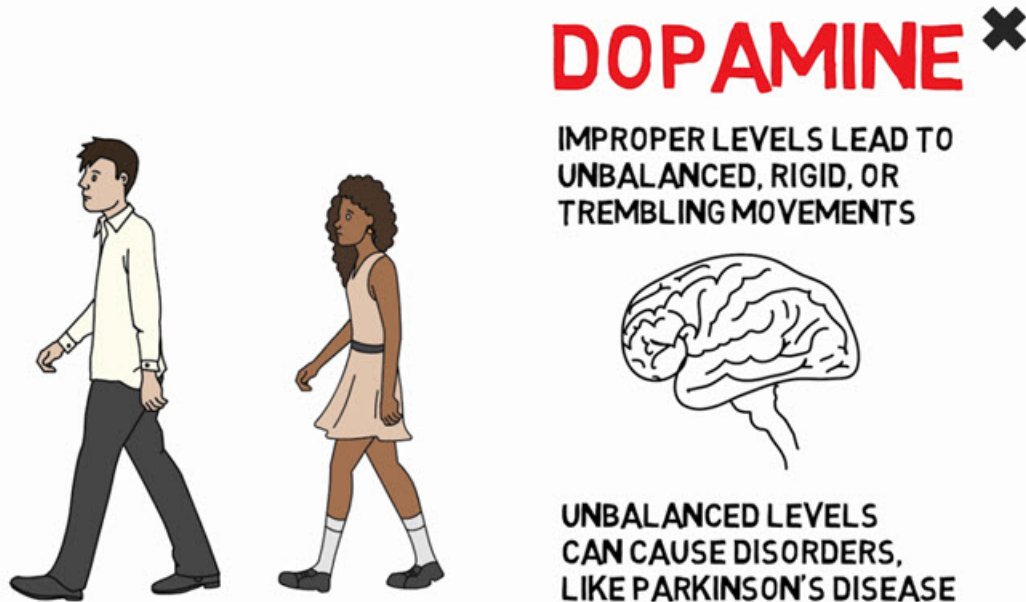 DOPAMINE
IMPROPER LEVELS LEAD TO
UNBALANCED, RIGID, OR
TREMBLING MOVEMENTS
UNBALANCED LEVELS
CAN CAUSE DISORDERS,
LIKE PARKINSON'S DISEASE